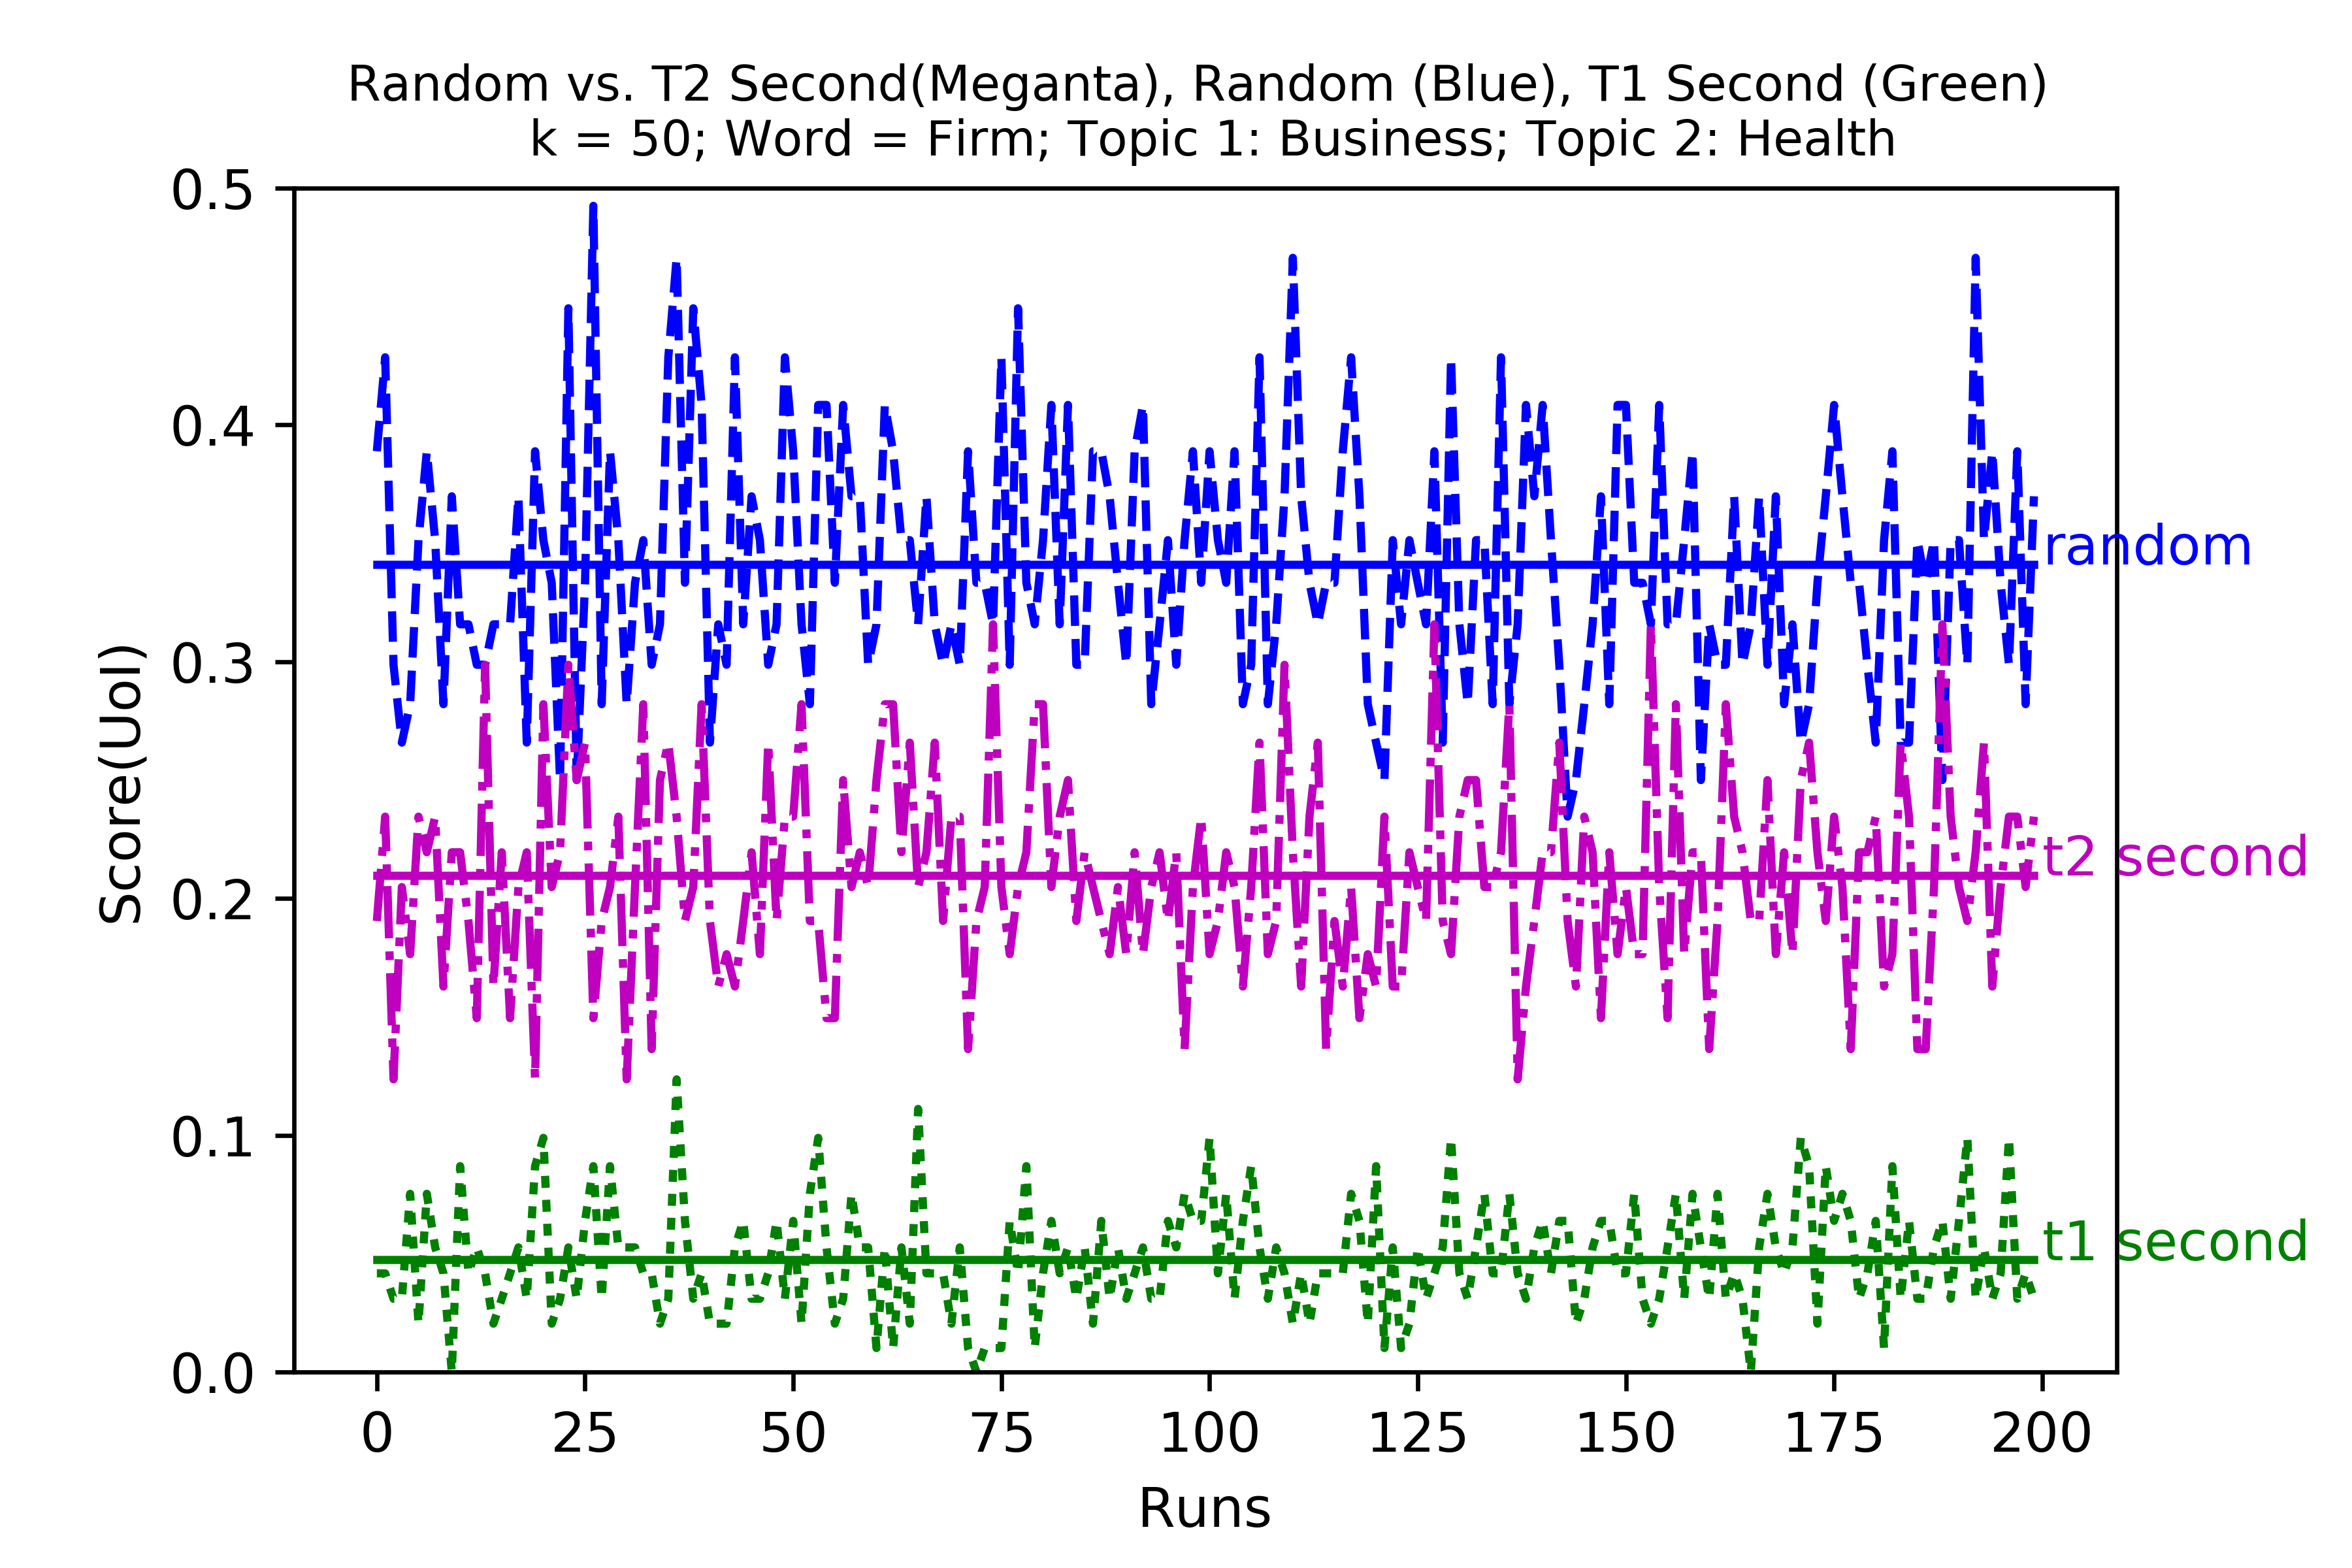 Random vs. T2 Second(Meganta), Random (Blue), T1 Second (Green)
k = 50; Word = Firm; Topic 1: Business; Topic 2: Health
0.5
0.4
0.3
0.2
0.1
0.0
Score(UoI)
random
t2 second
t1 second
0 25 50 75 100 125 150 175 200
Runs